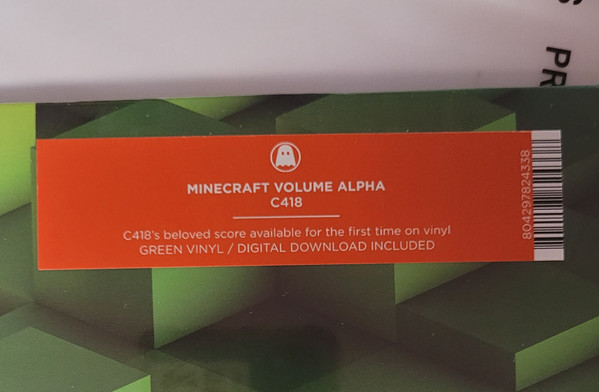 MINECRAFT VOLUME ALPHA
C418
C418's beloved score available for the first time on vinyl
GREEN VINYL / DIGITAL DOWNLOAD INCLUDED
804297824338
PR